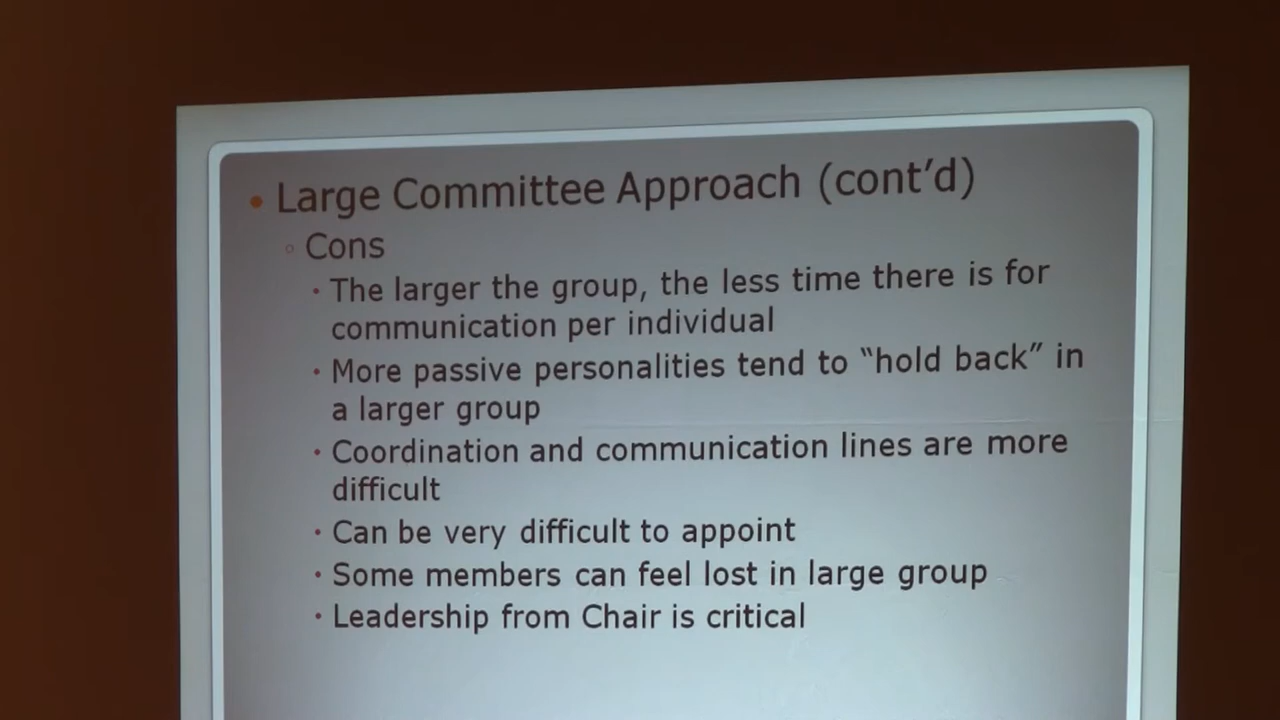 • Large Committee Approach (cont’d)
◦ Cons
• The larger the group, the less time there is for
communication per individual
• More passive personalities tend to “hold back” in
a larger group
• Coordination and communication lines are more
difficult
• Can be very difficult to appoint
• Some members can feel lost in large group
• Leadership from Chair is critical